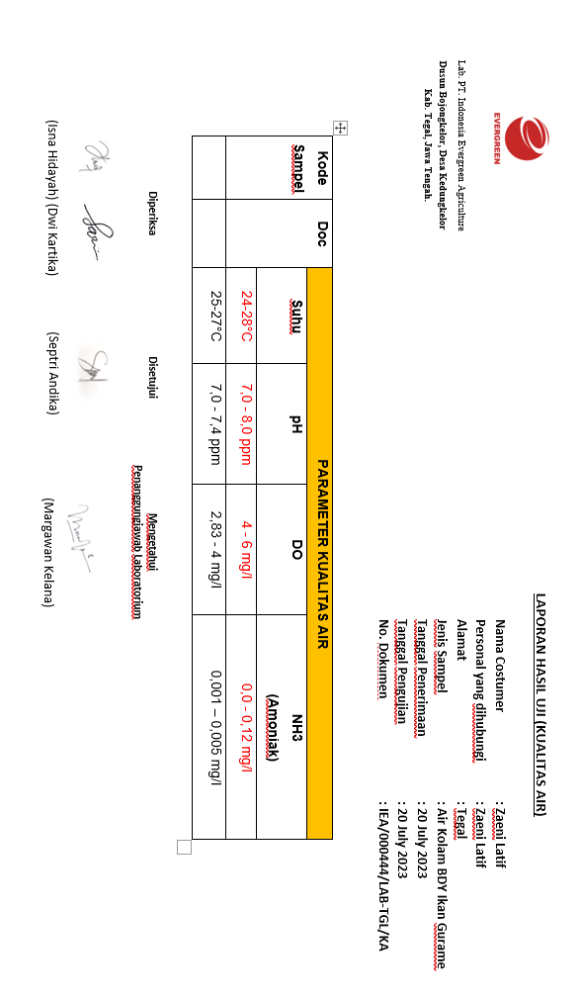 EVERGREEN
Lab. PT. Indonesia Evergreen Agriculture
Dusun Bojongkelor, Desa Kedungkelor
Kab. Tegal, Jawa Tengah.
LAPORAN HASIL UJI (KUALITAS AIR)
Nama Costumer : Zaeni Latif
Personal yang dihubungi : Zaeni Latif
Alamat : Tegal
Jenis Sampel : Air Kolam BDY Ikan Gurame
Tanggal Penerimaan : 20 July 2023
Tanggal Pengujian : 20 July 2023
No. Dokumen : IEA/000444/LAB-TGL/KA
Kode Sampel Doc PARAMETER KUALITAS AIR
Suhu pH DO NH3 (Amoniak)
24-28°C 7,0 - 8,0 ppm 4 - 6 mg/l 0,0 - 0,12 mg/l
25-27°C 7,0 - 7,4 ppm 2,83 - 4 mg/l 0,001 – 0,005 mg/l
Diperiksa Disetujui Mengetahui
Penanggungjawab Laboratorium
(Isna Hidayah) (Dwi Kartika) (Septri Andika) (Margawan Kelana)